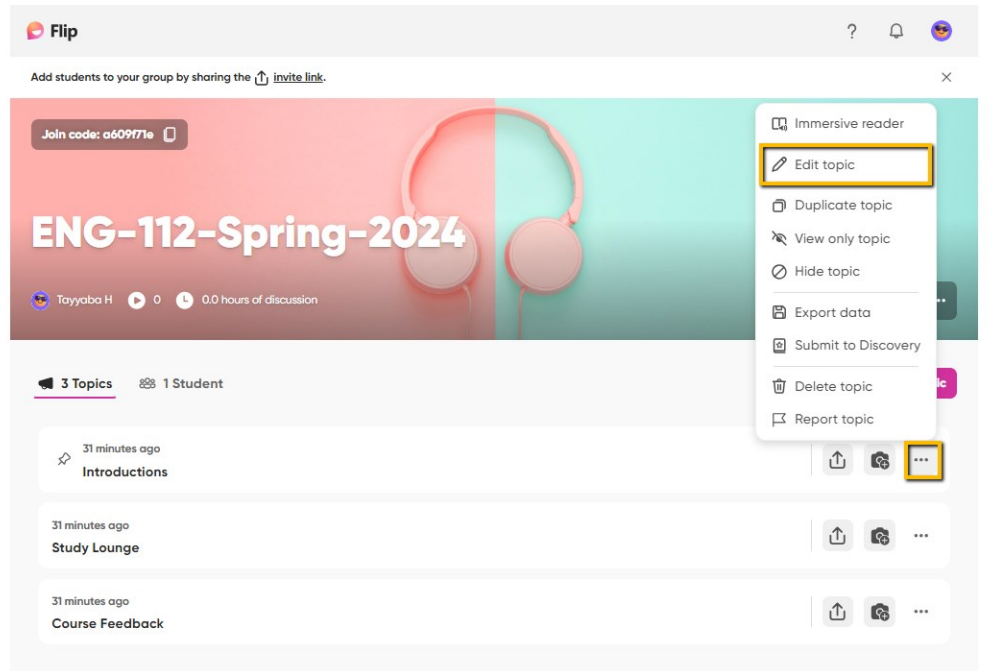 Flip
?
Add students to your group by sharing the invite link.
Join code: a609f71e
ENG-112-Spring-2024
Tayyaba H 0 0.0 hours of discussion
Immersive reader
Edit topic
Duplicate topic
View only topic
Hide topic
Export data
Submit to Discovery
Delete topic
Report topic
3 Topics 1 Student
31 minutes ago
Introductions
31 minutes ago
Study Lounge
31 minutes ago
Course Feedback